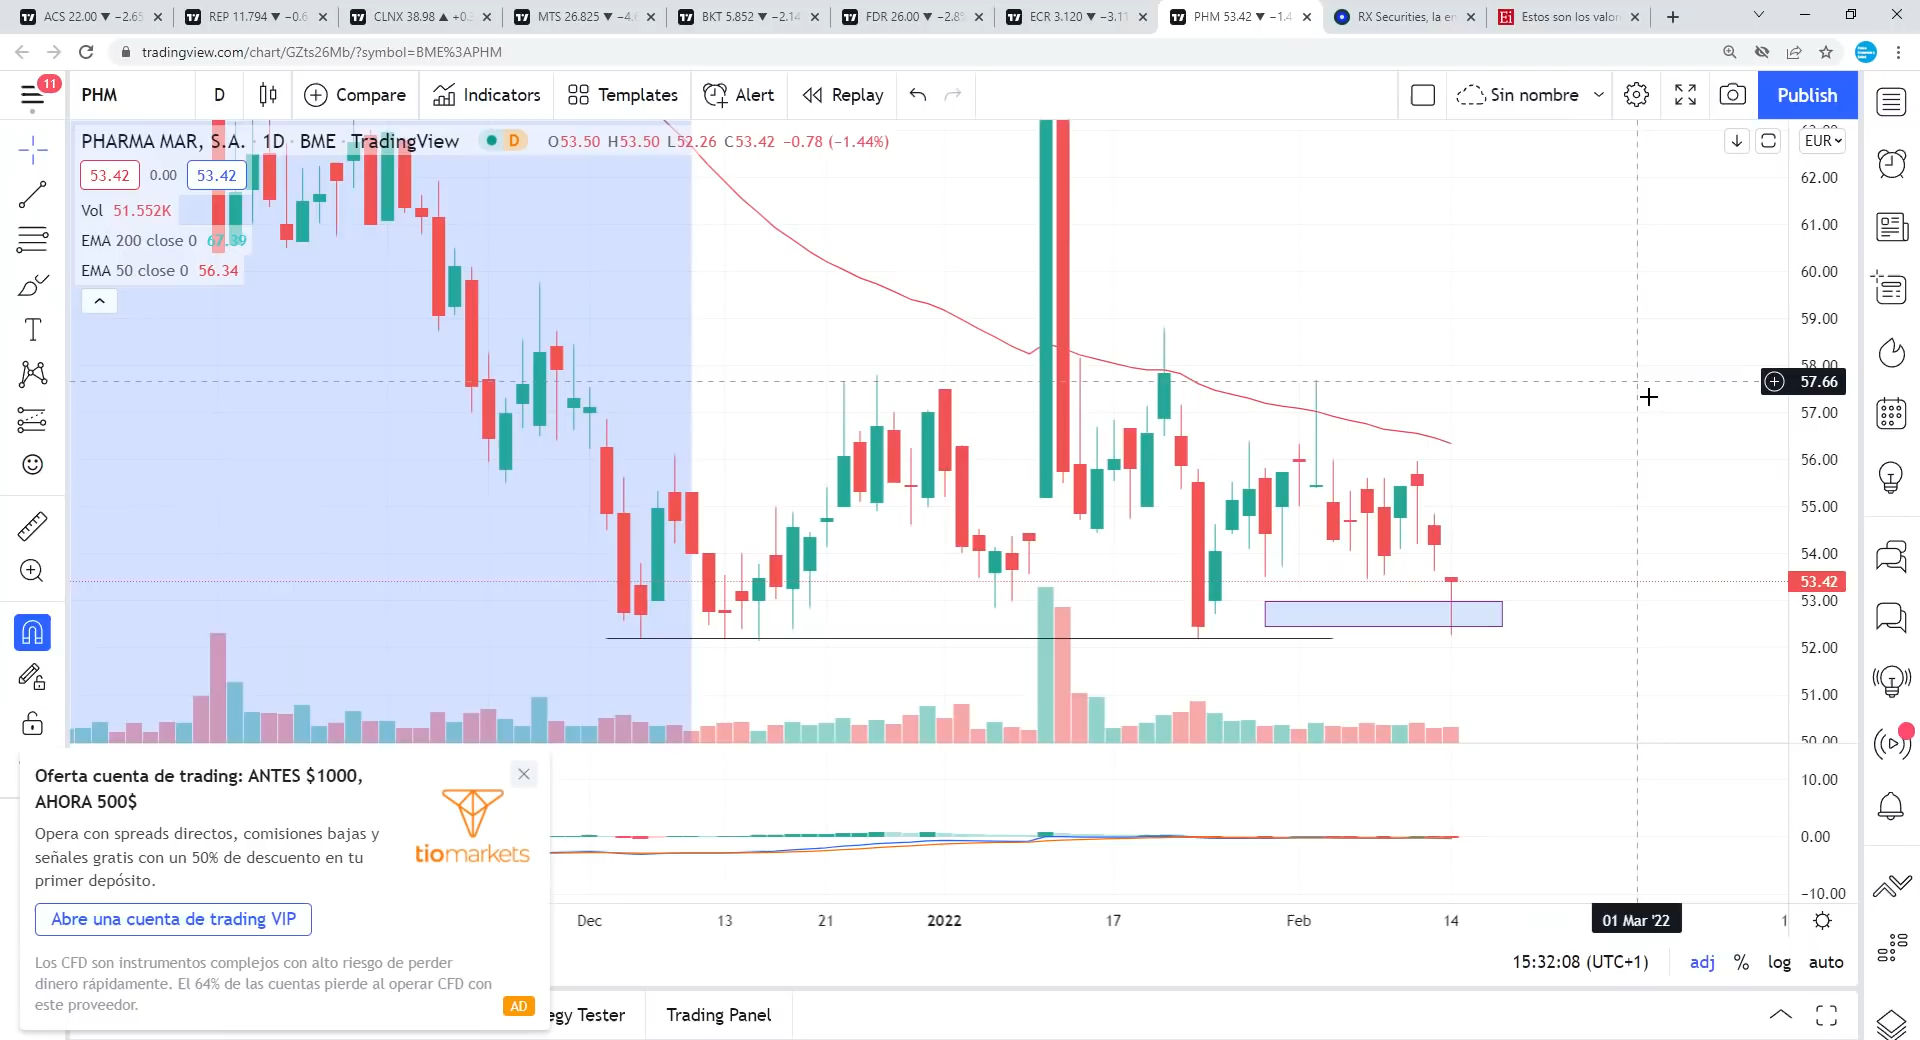 ACS 22.00 ▼ −2.65
REP 11.794 ▼ −0.6
CLNX 38.98 ▲ +0.
MTS 26.825 ▼ −4.
BKT 5.852 ▼ −2.14
FDR 26.00 ▼ −2.8
ECR 3.120 ▼ −3.1
PHM 53.42 ▼ −1.4
RX Securities, la en
Estos son los valor
tradingview.com/chart/GZts26Mb/?symbol=BME%3APHM
11
PHM
D
Compare
Indicators
Templates
Alert
Replay
Sin nombre
Publish
PHARMA MAR, S.A. · 1D · BME · TradingView
D
O53.50 H53.50 L52.26 C53.42 −0.78 (−1.44%)
EUR
53.42
0.00
53.42
Vol 51.552K
EMA 200 close 0 67.39
EMA 50 close 0 56.34
63.00
62.00
61.00
60.00
59.00
58.00
57.66
57.00
56.00
55.00
54.00
53.42
53.00
52.00
51.00
50.00
10.00
0.00
−10.00
Oferta cuenta de trading: ANTES $1000,
AHORA 500$
Opera con spreads directos, comisiones bajas y
señales gratis con un 50% de descuento en tu
primer depósito.
tiomarkets
Abre una cuenta de trading VIP
Los CFD son instrumentos complejos con alto riesgo de perder
dinero rápidamente. El 64% de las cuentas pierde al operar CFD con
este proveedor.
AD
Dec
13
21
2022
17
Feb
14
01 Mar '22
1
15:32:08 (UTC+1)
adj
%
log
auto
egy Tester
Trading Panel